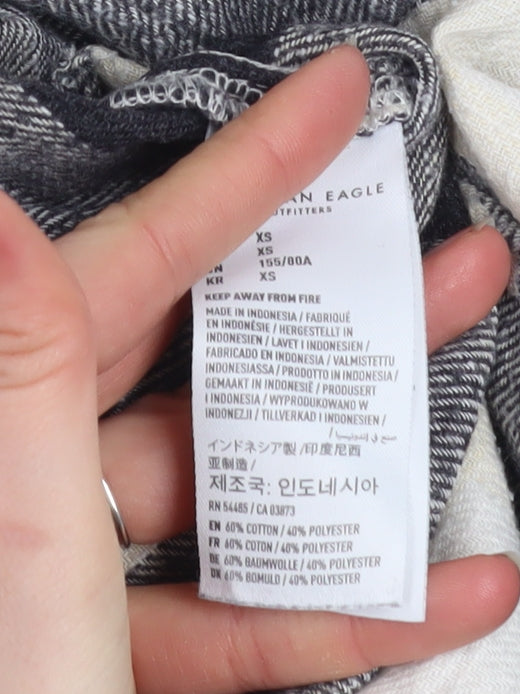 EAGLE
XS
XS
155/80A
KR XS
KEEP AWAY FROM FIRE
MADE IN INDONESIA / FABRIQUÉ
EN INDONÉSIE / HERGESTELLT IN
INDONESIEN / LAVET I INDONESIEN /
FABRICADO EN INDONESIA / VALMISTETTU
INDONESIASSA / PRODOTTO IN INDONESIA /
GEMAAKT IN INDONESIË / PRODUSERT
I INDONESIA / WYPRODUKOWANO W
INDONEZJI / TILLVERKAD I INDONESIEN /
صنع في إندونيسيا /
インドネシア製 /印度尼西
亚制造 /
제조국: 인도네시아
RN 54485 / CA 03873
EN 60% COTTON / 40% POLYESTER
FR 60% COTON / 40% POLYESTER
DE 60% BAUMWOLLE / 40% POLYESTER
DK 60% BOMULD / 40% POLYESTER